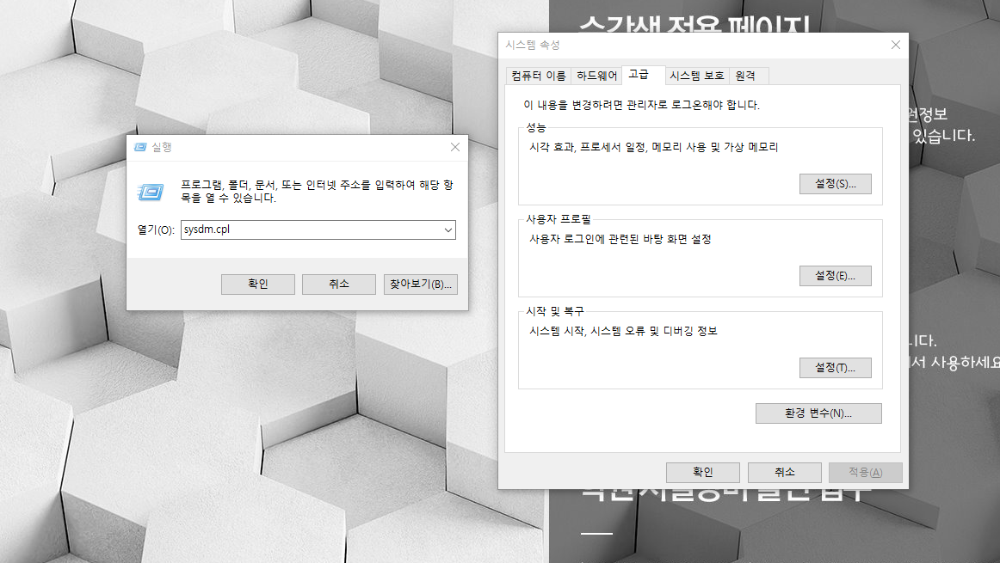 수강생 전용 페이지
실행
프로그램, 폴더, 문서, 또는 인터넷 주소를 입력하여 해당 항
목을 열 수 있습니다.
열기(O):
sysdm.cpl
확인
취소
찾아보기(B)...
시스템 속성
컴퓨터 이름
하드웨어
고급
시스템 보호
원격
이 내용을 변경하려면 관리자로 로그온해야 합니다.
성능
시각 효과, 프로세서 일정, 메모리 사용 및 가상 메모리
설정(S)...
사용자 프로필
사용자 로그인에 관련된 바탕 화면 설정
설정(E)...
시작 및 복구
시스템 시작, 시스템 오류 및 디버깅 정보
설정(T)...
환경 변수(N)...
확인
취소
적용(A)
원정보
있습니다.
니다.
서 사용하세요